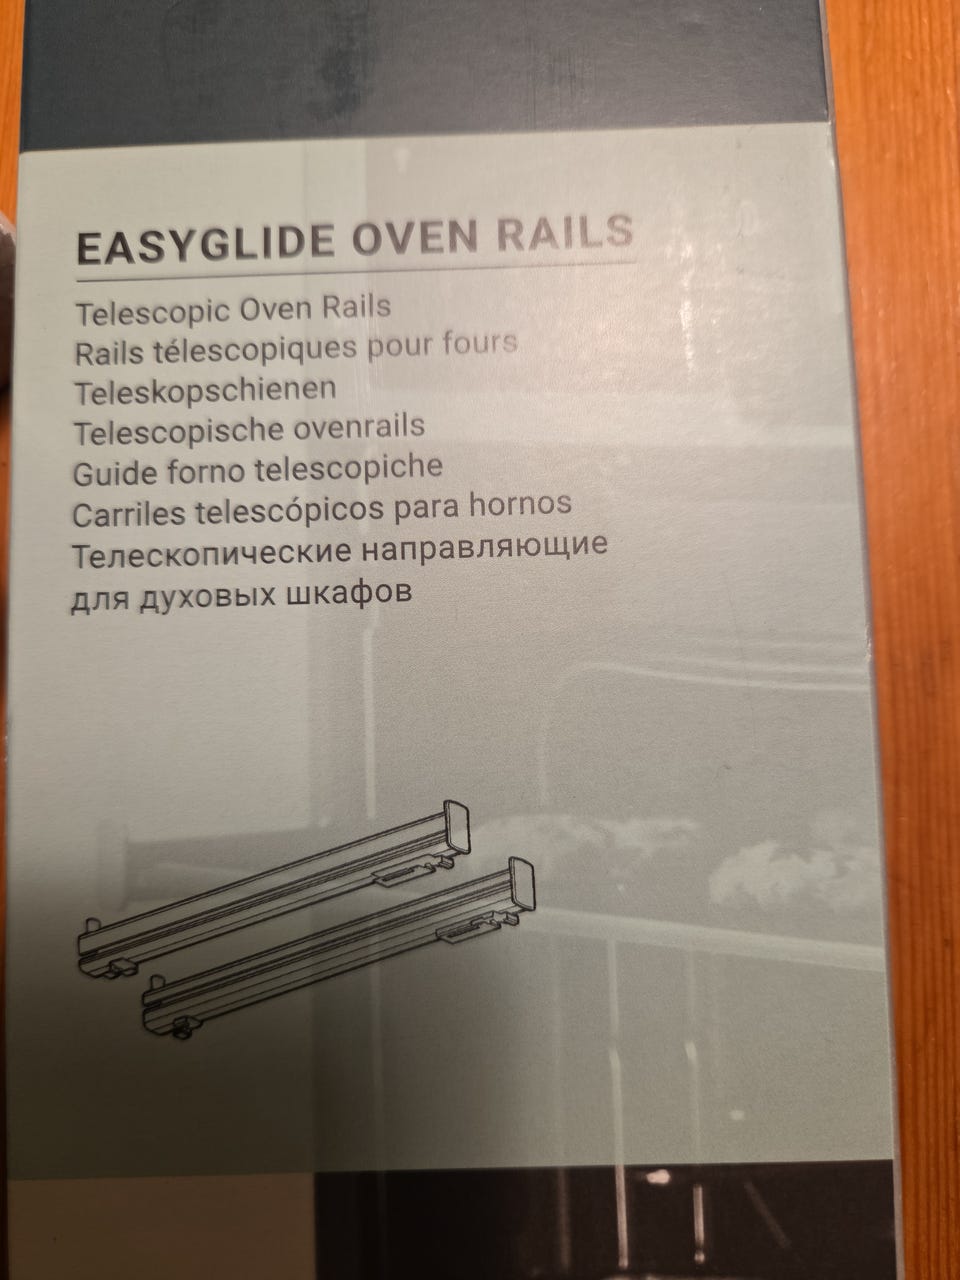 EASYGLIDE OVEN RAILS
Telescopic Oven Rails
Rails télescopiques pour fours
Teleskopschienen
Telescopische ovenrails
Guide forno telescopiche
Carriles telescópicos para hornos
Телескопические направляющие
для духовых шкафов